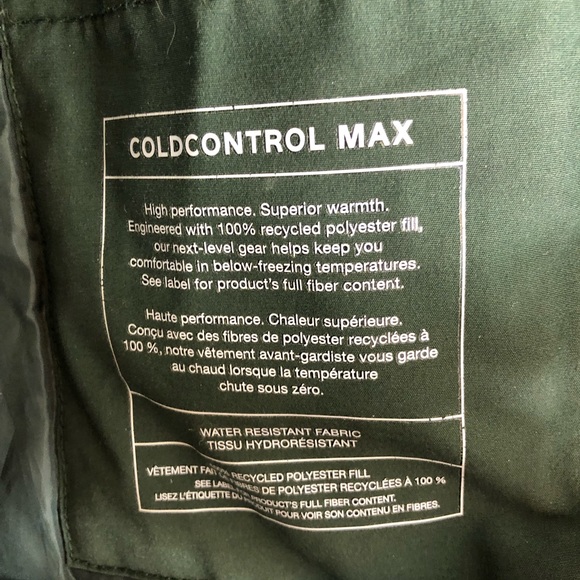 COLDCONTROL MAX
High performance. Superior warmth.
Engineered with 100% recycled polyester fill,
our next-level gear helps keep you
comfortable in below-freezing temperatures.
See label for product's full fiber content.
Haute performance. Chaleur supérieure.
Conçu avec des fibres de polyester recyclées à
100 %, notre vêtement avant-gardiste vous garde
au chaud lorsque la température
chute sous zéro.
WATER RESISTANT FABRIC
TISSU HYDRORÉSISTANT
RECYCLED POLYESTER FILL
VÊTEMENT DE POLYESTER RECYCLÉES À 100 %
SEE PRODUCT'S FULL FIBER CONTENT.
LISEZ L'ÉTIQUETTE POUR VOIR SON CONTENU EN FIBRES.